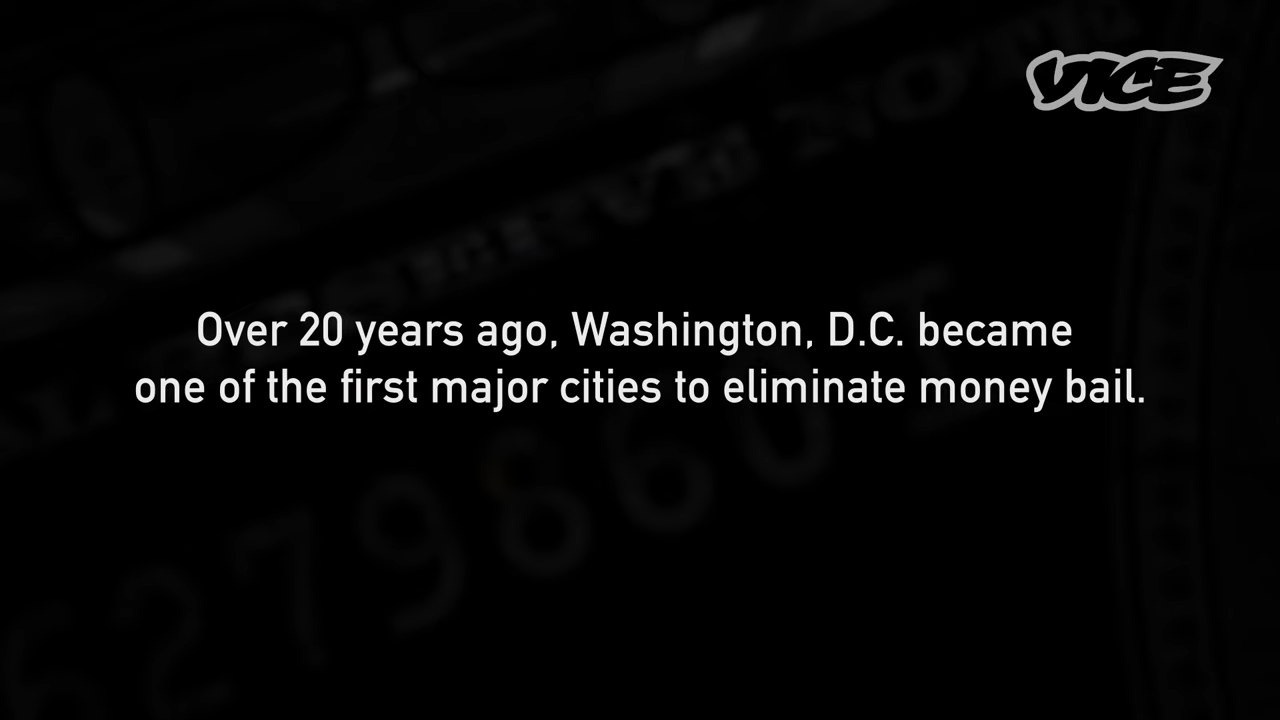 VICE
Over 20 years ago, Washington, D.C. became
one of the first major cities to eliminate money bail.